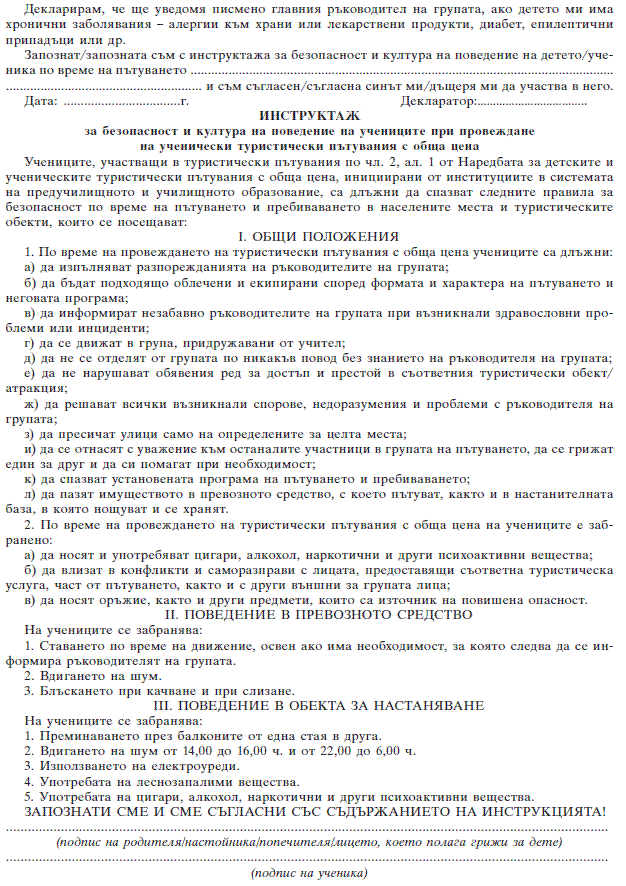 Декларирам, че ще уведомя писмено главния ръководител на групата, ако детето ми има
хронични заболявания – алергии към храни или лекарствени продукти, диабет, епилептични
припадъци или др.
Запознат/запозната съм с инструктажа за безопасност и култура на поведение на детето/уче-
ника по време на пътуването ....................................................................................................
......................................................... и съм съгласен/съгласна синът ми/дъщеря ми да участва в него.
Дата: ...................................г. Декларатор:...................................
ИНСТРУКТАЖ
за безопасност и култура на поведение на учениците при провеждане
на ученически туристически пътувания с обща цена
Учениците, участващи в туристически пътувания по чл. 2, ал. 1 от Наредбата за детските и
ученическите туристически пътувания с обща цена, инициирани от институциите в системата
на предучилищното и училищното образование, са длъжни да спазват следните правила за
безопасност по време на пътуването и пребиваването в населените места и туристическите
обекти, които се посещават:
I. ОБЩИ ПОЛОЖЕНИЯ
1. По време на провеждането на туристически пътувания с обща цена учениците са длъжни:
а) да изпълняват разпорежданията на ръководителите на групата;
б) да бъдат подходящо облечени и екипирани според формата и характера на пътуването и
неговата програма;
в) да информират незабавно ръководителите на групата при възникнали здравословни про-
блеми или инциденти;
г) да се движат в група, придружавани от учител;
д) да не се отделят от групата по никакъв повод без знанието на ръководителя на групата;
е) да не нарушават обявения ред за достъп и престой в съответния туристически обект/
атракция;
ж) да решават всички възникнали спорове, недоразумения и проблеми с ръководителя на
групата;
з) да пресичат улици само на определените за целта места;
и) да се отнасят с уважение към останалите участници в групата на пътуването, да се грижат
един за друг и да си помагат при необходимост;
к) да спазват установената програма на пътуването и пребиваването;
л) да пазят имуществото в превозното средство, с което пътуват, както и в настанителната
база, в която нощуват и се хранят.
2. По време на провеждането на туристически пътувания с обща цена на учениците е заб-
ранено:
а) да носят и употребяват цигари, алкохол, наркотични и други психоактивни вещества;
б) да влизат в конфликти и саморазправи с лицата, предоставящи съответна туристическа
услуга, част от пътуването, както и с други външни за групата лица;
в) да носят оръжие, както и други предмети, които са източник на повишена опасност.
II. ПОВЕДЕНИЕ В ПРЕВОЗНОТО СРЕДСТВО
На учениците се забранява:
1. Ставането по време на движение, освен ако има необходимост, за която следва да се ин-
формира ръководителят на групата.
2. Вдигането на шум.
3. Блъскането при качване и при слизане.
III. ПОВЕДЕНИЕ В ОБЕКТА ЗА НАСТАНЯВАНЕ
На учениците се забранява:
1. Преминаването през балконите от една стая в друга.
2. Вдигането на шум от 14,00 до 16,00 ч. и от 22,00 до 6,00 ч.
3. Използването на електроуреди.
4. Употребата на леснозапалими вещества.
5. Употребата на цигари, алкохол, наркотични и други психоактивни вещества.
ЗАПОЗНАТИ СМЕ И СМЕ СЪГЛАСНИ СЪС СЪДЪРЖАНИЕТО НА ИНСТРУКЦИЯТА!
....................................................................................................
(подпис на родителя/настойника/попечителя/лицето, което полага грижи за дете)
....................................................................................................
(подпис на ученика)